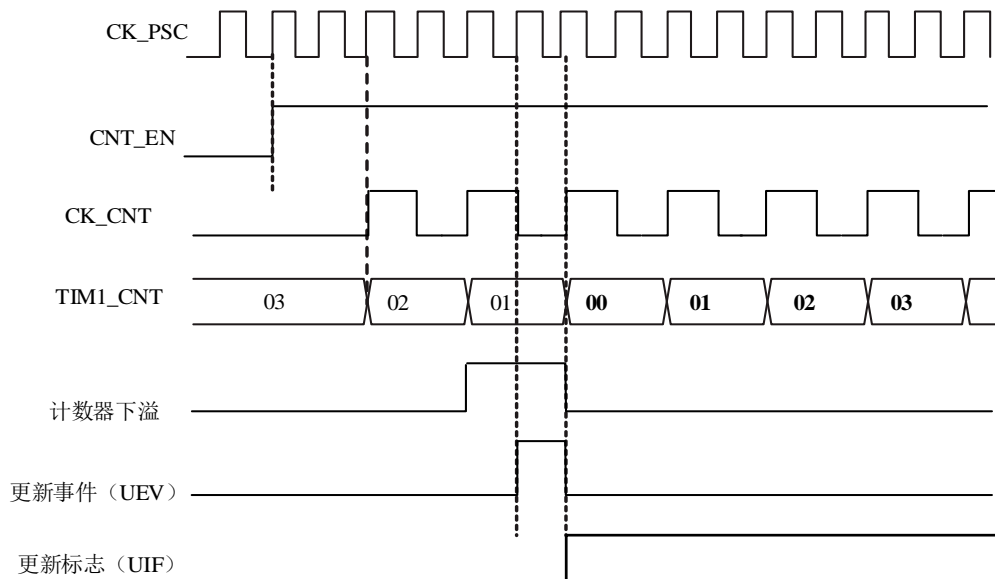 CK_PSC
CNT_EN
CK_CNT
TIM1_CNT
03
02
01
00
01
02
03
计数器下溢
更新事件（UEV）
更新标志（UIF）